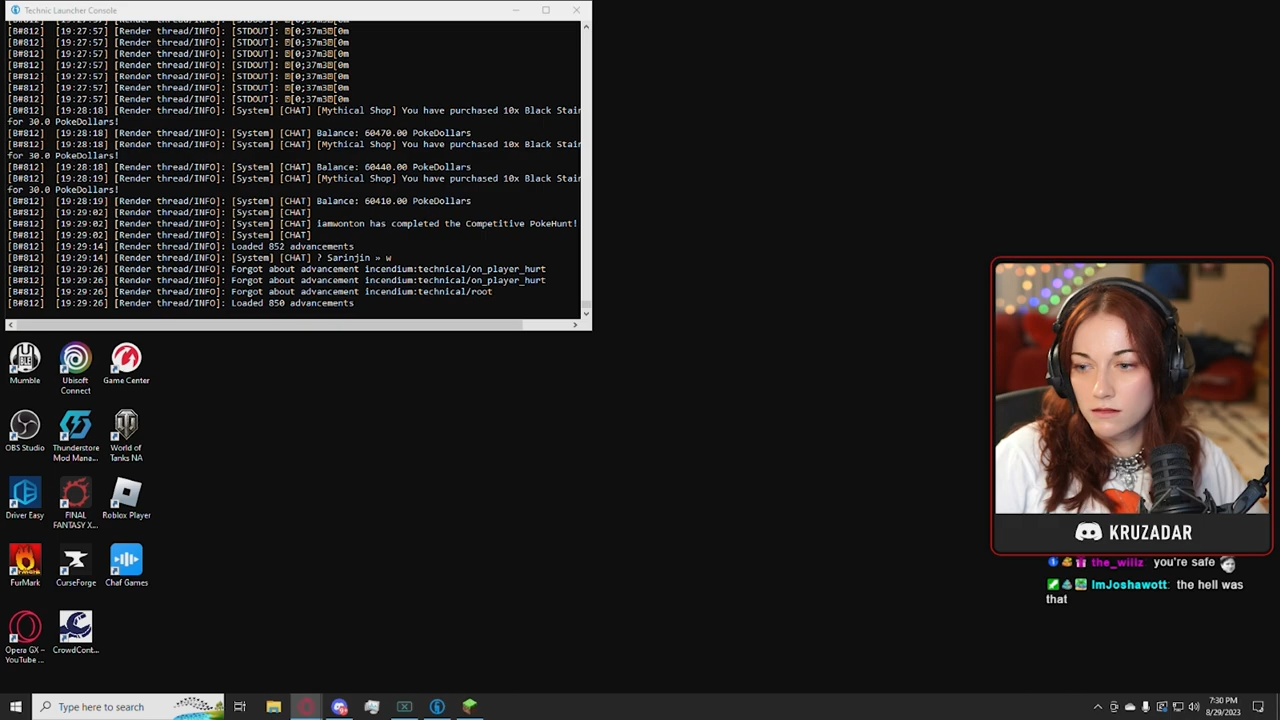 Technic Launcher Console
[B#812] [19:27:57] [Render thread/INFO]: [STDOUT]: [0;37m3[0m
[B#812] [19:27:57] [Render thread/INFO]: [STDOUT]: [0;37m3[0m
[B#812] [19:27:57] [Render thread/INFO]: [STDOUT]: [0;37m3[0m
[B#812] [19:27:57] [Render thread/INFO]: [STDOUT]: [0;37m3[0m
[B#812] [19:27:57] [Render thread/INFO]: [STDOUT]: [0;37m3[0m
[B#812] [19:27:57] [Render thread/INFO]: [STDOUT]: [0;37m3[0m
[B#812] [19:27:57] [Render thread/INFO]: [STDOUT]: [0;37m3[0m
[B#812] [19:28:18] [Render thread/INFO]: [System] [CHAT] [Mythical Shop] You have purchased 10x Black Stai
for 30.0 PokeDollars!
[B#812] [19:28:18] [Render thread/INFO]: [System] [CHAT] Balance: 60470.00 PokeDollars
[B#812] [19:28:18] [Render thread/INFO]: [System] [CHAT] [Mythical Shop] You have purchased 10x Black Stai
for 30.0 PokeDollars!
[B#812] [19:28:18] [Render thread/INFO]: [System] [CHAT] Balance: 60440.00 PokeDollars
[B#812] [19:28:19] [Render thread/INFO]: [System] [CHAT] [Mythical Shop] You have purchased 10x Black Stai
for 30.0 PokeDollars!
[B#812] [19:28:19] [Render thread/INFO]: [System] [CHAT] Balance: 60410.00 PokeDollars
[B#812] [19:29:02] [Render thread/INFO]: [System] [CHAT]
[B#812] [19:29:02] [Render thread/INFO]: [System] [CHAT] iamwonton has completed the Competitive PokeHunt!
[B#812] [19:29:02] [Render thread/INFO]: [System] [CHAT]
[B#812] [19:29:14] [Render thread/INFO]: Loaded 852 advancements
[B#812] [19:29:14] [Render thread/INFO]: [System] [CHAT] ? Sarinjin » w
[B#812] [19:29:26] [Render thread/INFO]: Forgot about advancement incendium:technical/on_player_hurt
[B#812] [19:29:26] [Render thread/INFO]: Forgot about advancement incendium:technical/on_player_hurt
[B#812] [19:29:26] [Render thread/INFO]: Forgot about advancement incendium:technical/root
[B#812] [19:29:26] [Render thread/INFO]: Loaded 850 advancements
Mumble
Ubisoft
Connect
Game Center
OBS Studio
Thunderstore
Mod Mana...
World of
Tanks NA
Driver Easy
FINAL
FANTASY X...
Roblox Player
FurMark
CurseForge
Chaf Games
Opera GX –
YouTube ...
CrowdCont...
KRUZADAR
the_willz you're safe
ImJoshawott: the hell was
that
Type here to search
7:30 PM
8/29/2023